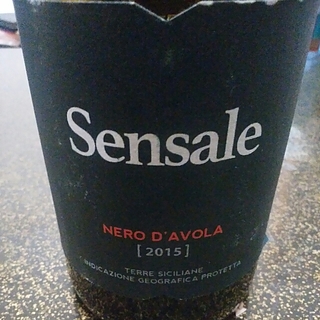 Sensale
NERO D'AVOLA
[2015]
TERRE SICILIANE
INDICAZIONE GEOGRAFICA PROTETTA